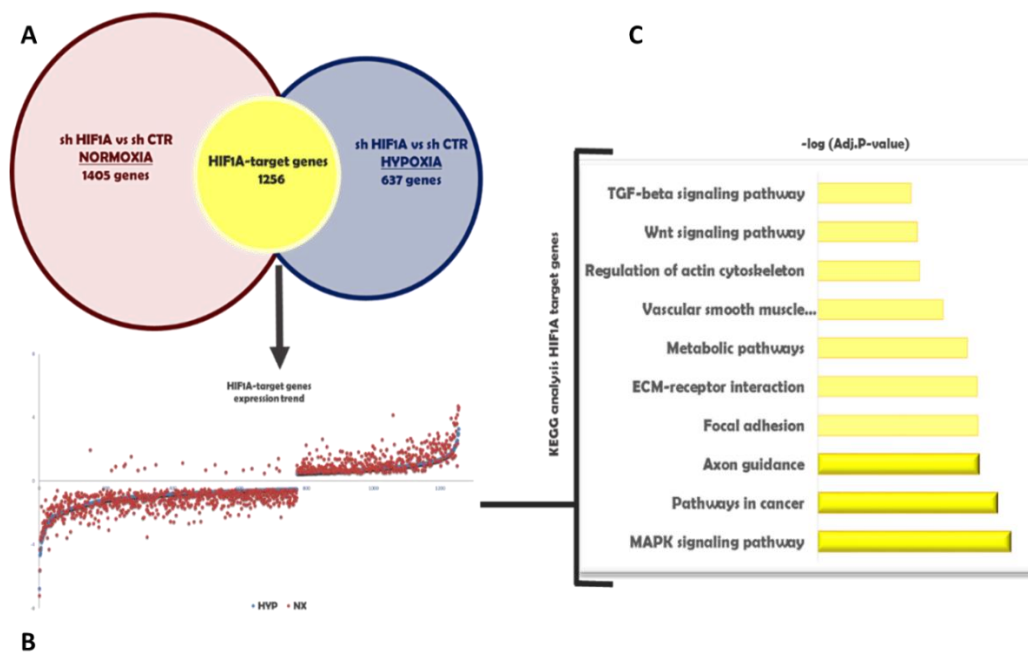 A
sh HIF1A vs sh CTR
NORMOXIA
1405 genes
HIF1A-target genes
1256
sh HIF1A vs sh CTR
HYPOXIA
637 genes
HIF1A-target genes
expression trend
HYP NX
B
C
-log (Adj.P-value)
KEGG analysis HIF1A target genes
TGF-beta signaling pathway
Wnt signaling pathway
Regulation of actin cytoskeleton
Vascular smooth muscle...
Metabolic pathways
ECM-receptor interaction
Focal adhesion
Axon guidance
Pathways in cancer
MAPK signaling pathway